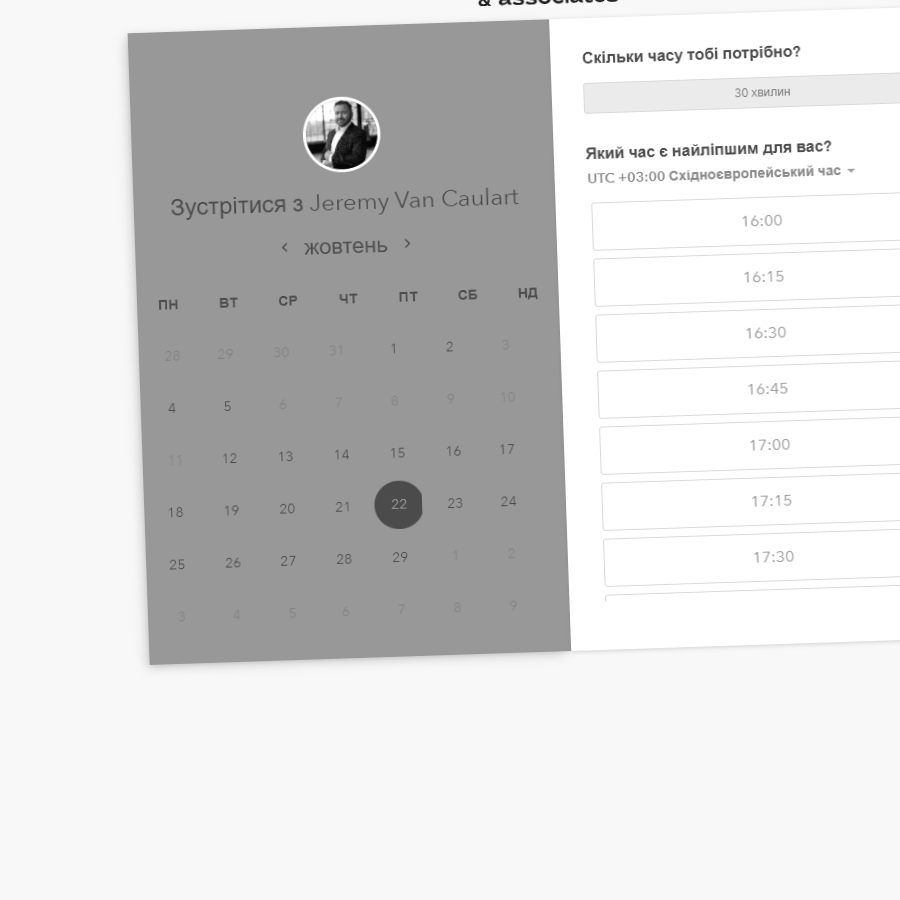 & associates
Зустрітися з Jeremy Van Caulart
жовтень
ПН ВТ СР ЧТ ПТ СБ НД
28 29 30 31 1 2 3
4 5 6 7 8 9 10
11 12 13 14 15 16 17
18 19 20 21 22 23 24
25 26 27 28 29 1 2
3 4 5 6 7 8 9
Скільки часу тобі потрібно?
30 хвилин
Який час є найліпшим для вас?
UTC +03:00 Східноєвропейський час
16:00
16:15
16:30
16:45
17:00
17:15
17:30